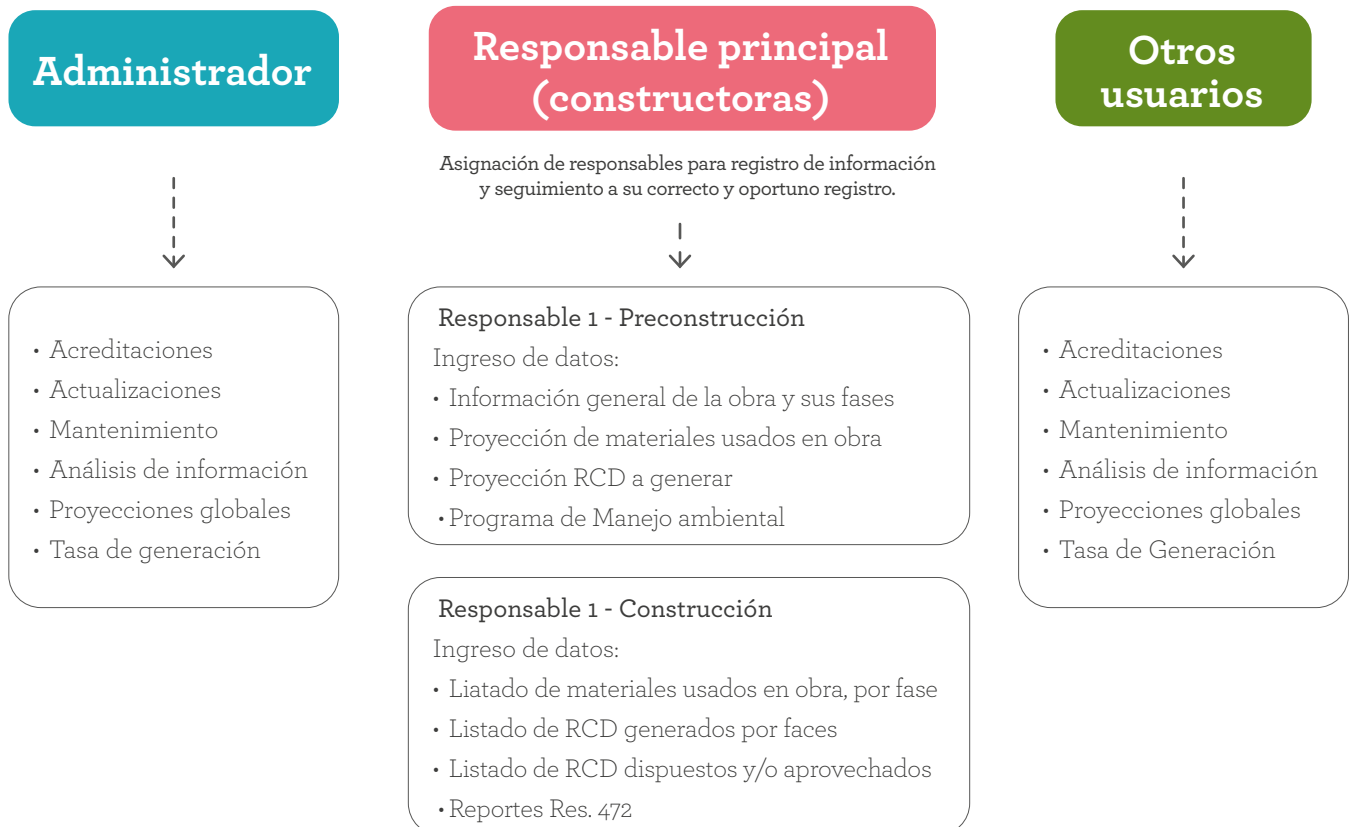 Administrador
• Acreditaciones
• Actualizaciones
• Mantenimiento
• Análisis de información
• Proyecciones globales
• Tasa de generación
Responsable principal
(constructoras)
Asignación de responsables para registro de información
y seguimiento a su correcto y oportuno registro.
Responsable 1 - Preconstrucción
Ingreso de datos:
• Información general de la obra y sus fases
• Proyección de materiales usados en obra
• Proyección RCD a generar
• Programa de Manejo ambiental
Responsable 1 - Construcción
Ingreso de datos:
• Liatado de materiales usados en obra, por fase
• Listado de RCD generados por faces
• Listado de RCD dispuestos y/o aprovechados
• Reportes Res. 472
Otros
usuarios
• Acreditaciones
• Actualizaciones
• Mantenimiento
• Análisis de información
• Proyecciones globales
• Tasa de Generación